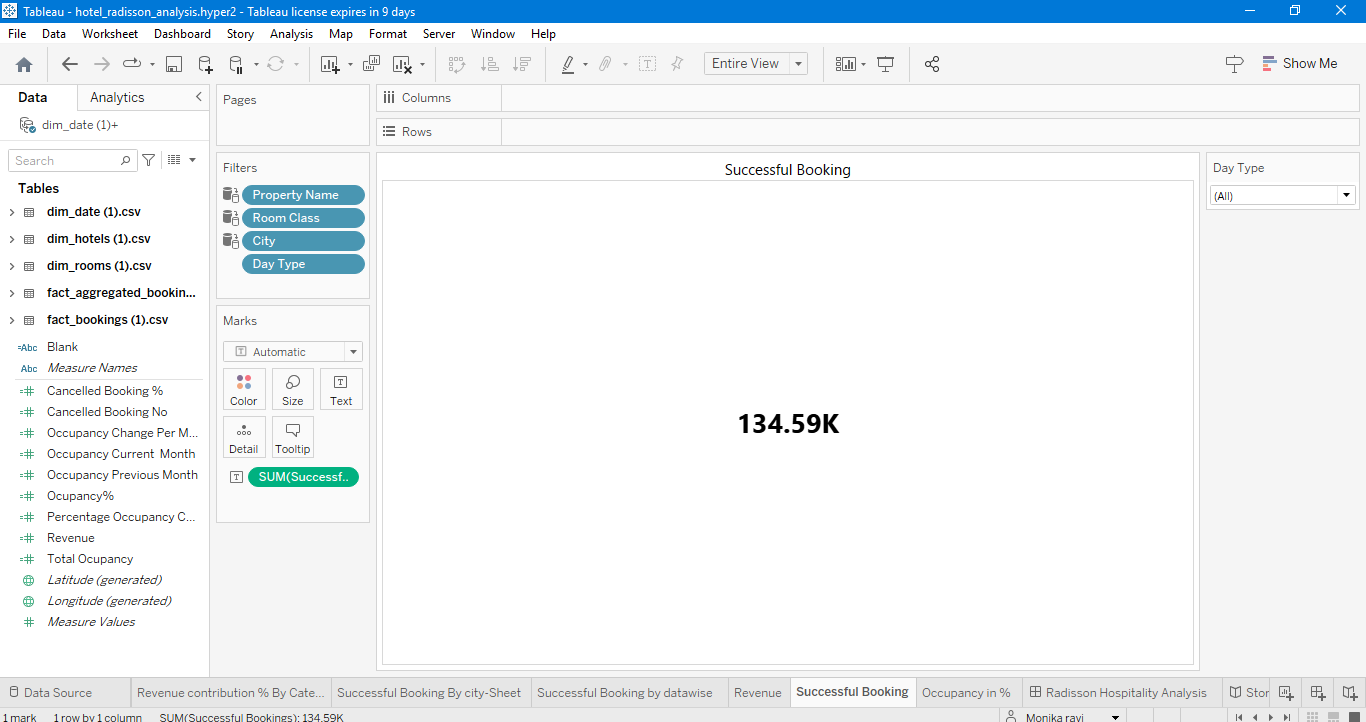 Tableau - hotel_radisson_analysis.hyper2 - Tableau license expires in 9 days
File Data Worksheet Dashboard Story Analysis Map Format Server Window Help
Entire View
Show Me
Data Analytics
dim_date (1)+
Search
Tables
dim_date (1).csv
dim_hotels (1).csv
dim_rooms (1).csv
fact_aggregated_bookin...
fact_bookings (1).csv
=Abc Blank
Abc Measure Names
Cancelled Booking %
Cancelled Booking No
Occupancy Change Per M...
Occupancy Current Month
Occupancy Previous Month
Ocupancy%
Percentage Occupancy C...
Revenue
Total Ocupancy
Latitude (generated)
Longitude (generated)
Measure Values
Pages
Filters
Property Name
Room Class
City
Day Type
Marks
Automatic
Color Size Text
Detail Tooltip
SUM(Successf..
Columns
Rows
Successful Booking
134.59K
Day Type
(All)
Data Source Revenue contribution % By Cate... Successful Booking By city-Sheet Successful Booking by datawise Revenue Successful Booking Occupancy in % Radisson Hospitality Analysis Stor
1 mark 1 row by 1 column SUM(Successful Bookings): 134.59K Monika ravi